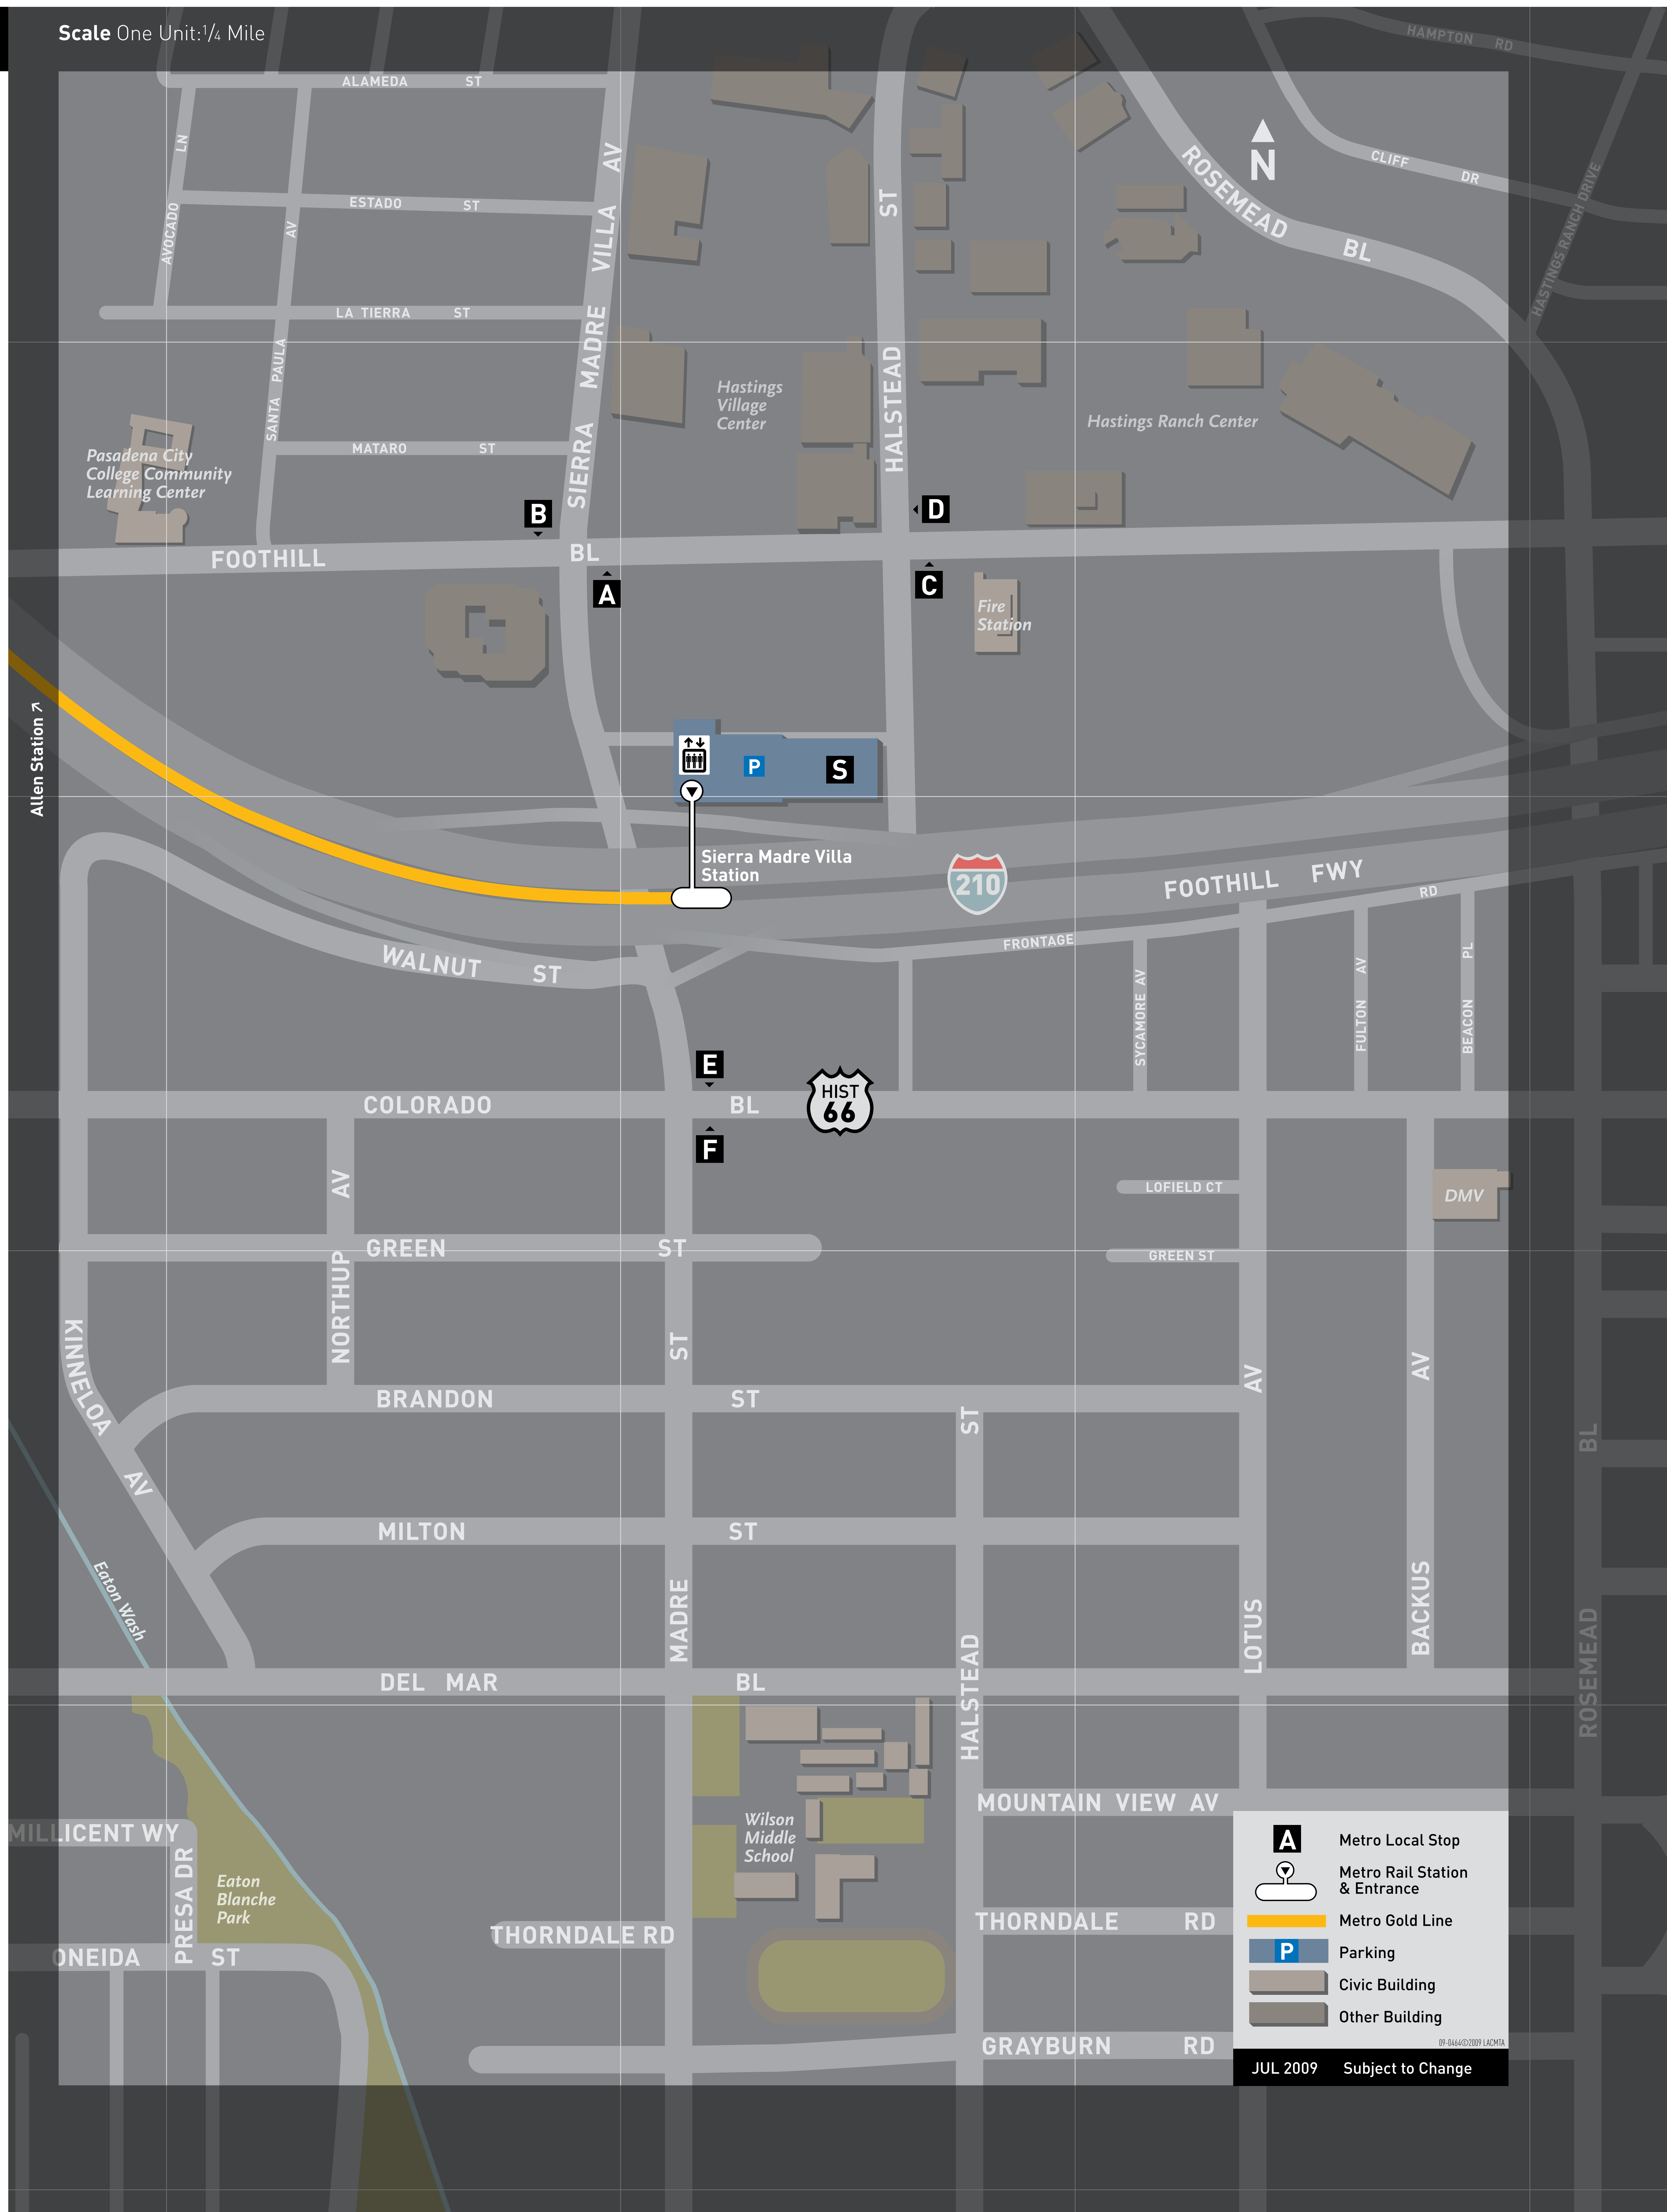 Scale One Unit:1/4 Mile
HAMPTON RD
ALAMEDA ST
CLIFF DR
N
ROSEMEAD BL
HASTINGS RANCH DRIVE
AVOCADO LN
ESTADO ST
SANTA PAULA AV
SIERRA MADRE VILLA AV
HALSTEAD ST
LA TIERRA ST
Hastings
Village
Center
Hastings Ranch Center
MATARO ST
Pasadena City
College Community
Learning Center
B
D
FOOTHILL BL
A
C
Fire
Station
Allen Station ↗
P
S
Sierra Madre Villa
Station
210
FOOTHILL FWY
FRONTAGE RD
WALNUT ST
SYCAMORE AV
FULTON AV
BEACON PL
E
COLORADO BL
HIST
66
F
LOFIELD CT
DMV
GREEN ST
GREEN ST
NORTHUP AV
KINNELOA AV
BRANDON ST
MADRE ST
HALSTEAD ST
LOTUS AV
BACKUS AV
ROSEMEAD BL
MILTON ST
Eaton Wash
DEL MAR BL
MOUNTAIN VIEW AV
Wilson
Middle
School
MILLICENT WY
PRESA DR
Eaton
Blanche
Park
THORNDALE RD
THORNDALE RD
ONEIDA ST
GRAYBURN RD
A Metro Local Stop
Metro Rail Station
& Entrance
Metro Gold Line
P Parking
Civic Building
Other Building
09-0464©2009 LACMTA
JUL 2009 Subject to Change